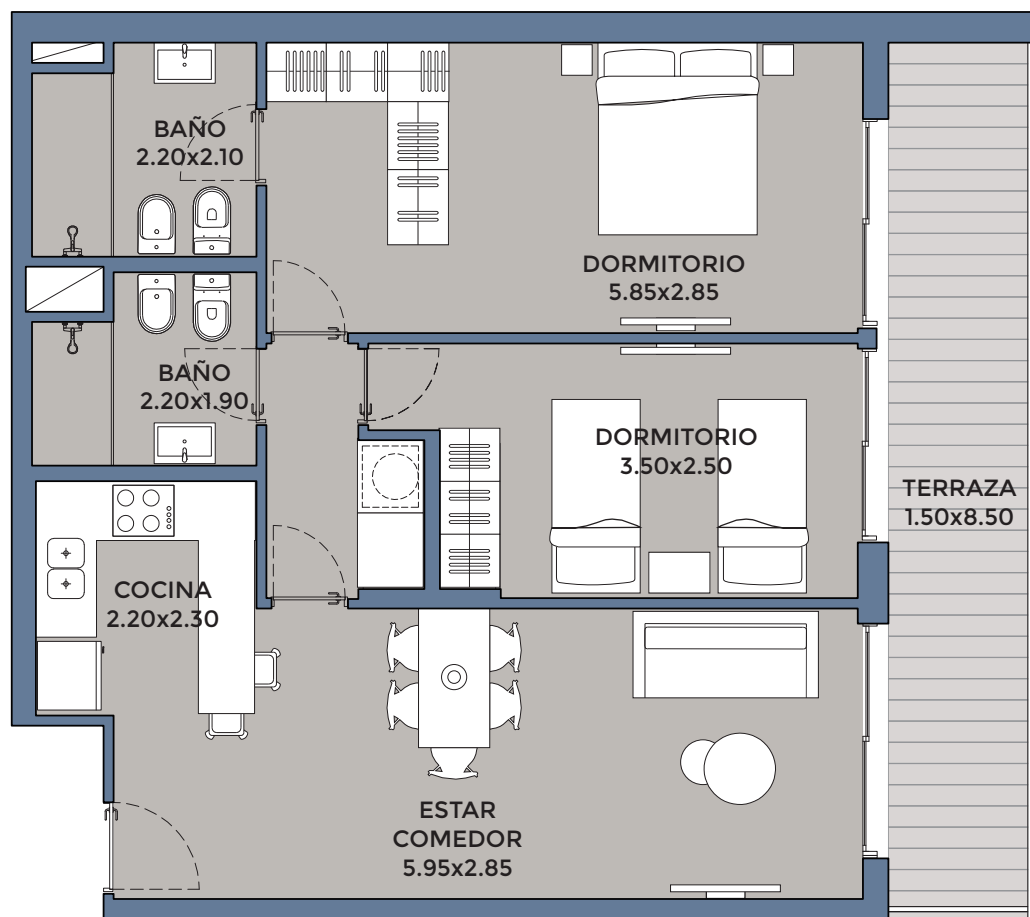 BAÑO
2.20x2.10
DORMITORIO
5.85x2.85
BAÑO
2.20x1.90
DORMITORIO
3.50x2.50
TERRAZA
1.50x8.50
COCINA
2.20x2.30
ESTAR
COMEDOR
5.95x2.85